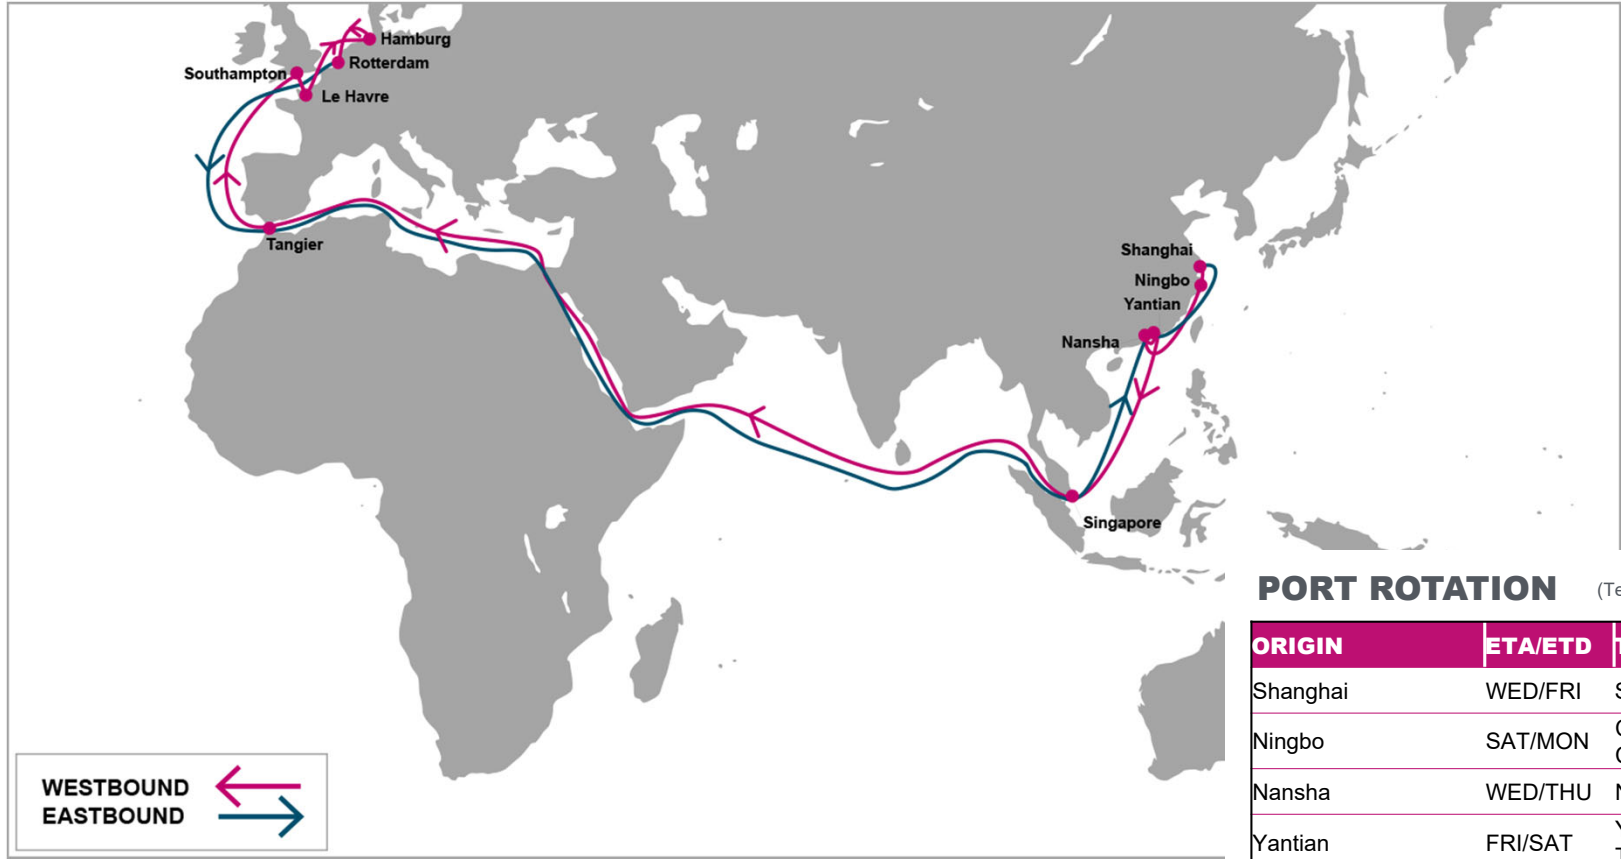 Hamburg
Southampton
Rotterdam
Le Havre
Tangier
Shanghai
Ningbo
Yantian
Nansha
Singapore
WESTBOUND
EASTBOUND
PORT ROTATION
ORIGIN ETA/ETD
Shanghai WED/FRI
Ningbo SAT/MON
Nansha WED/THU
Yantian FRI/SAT